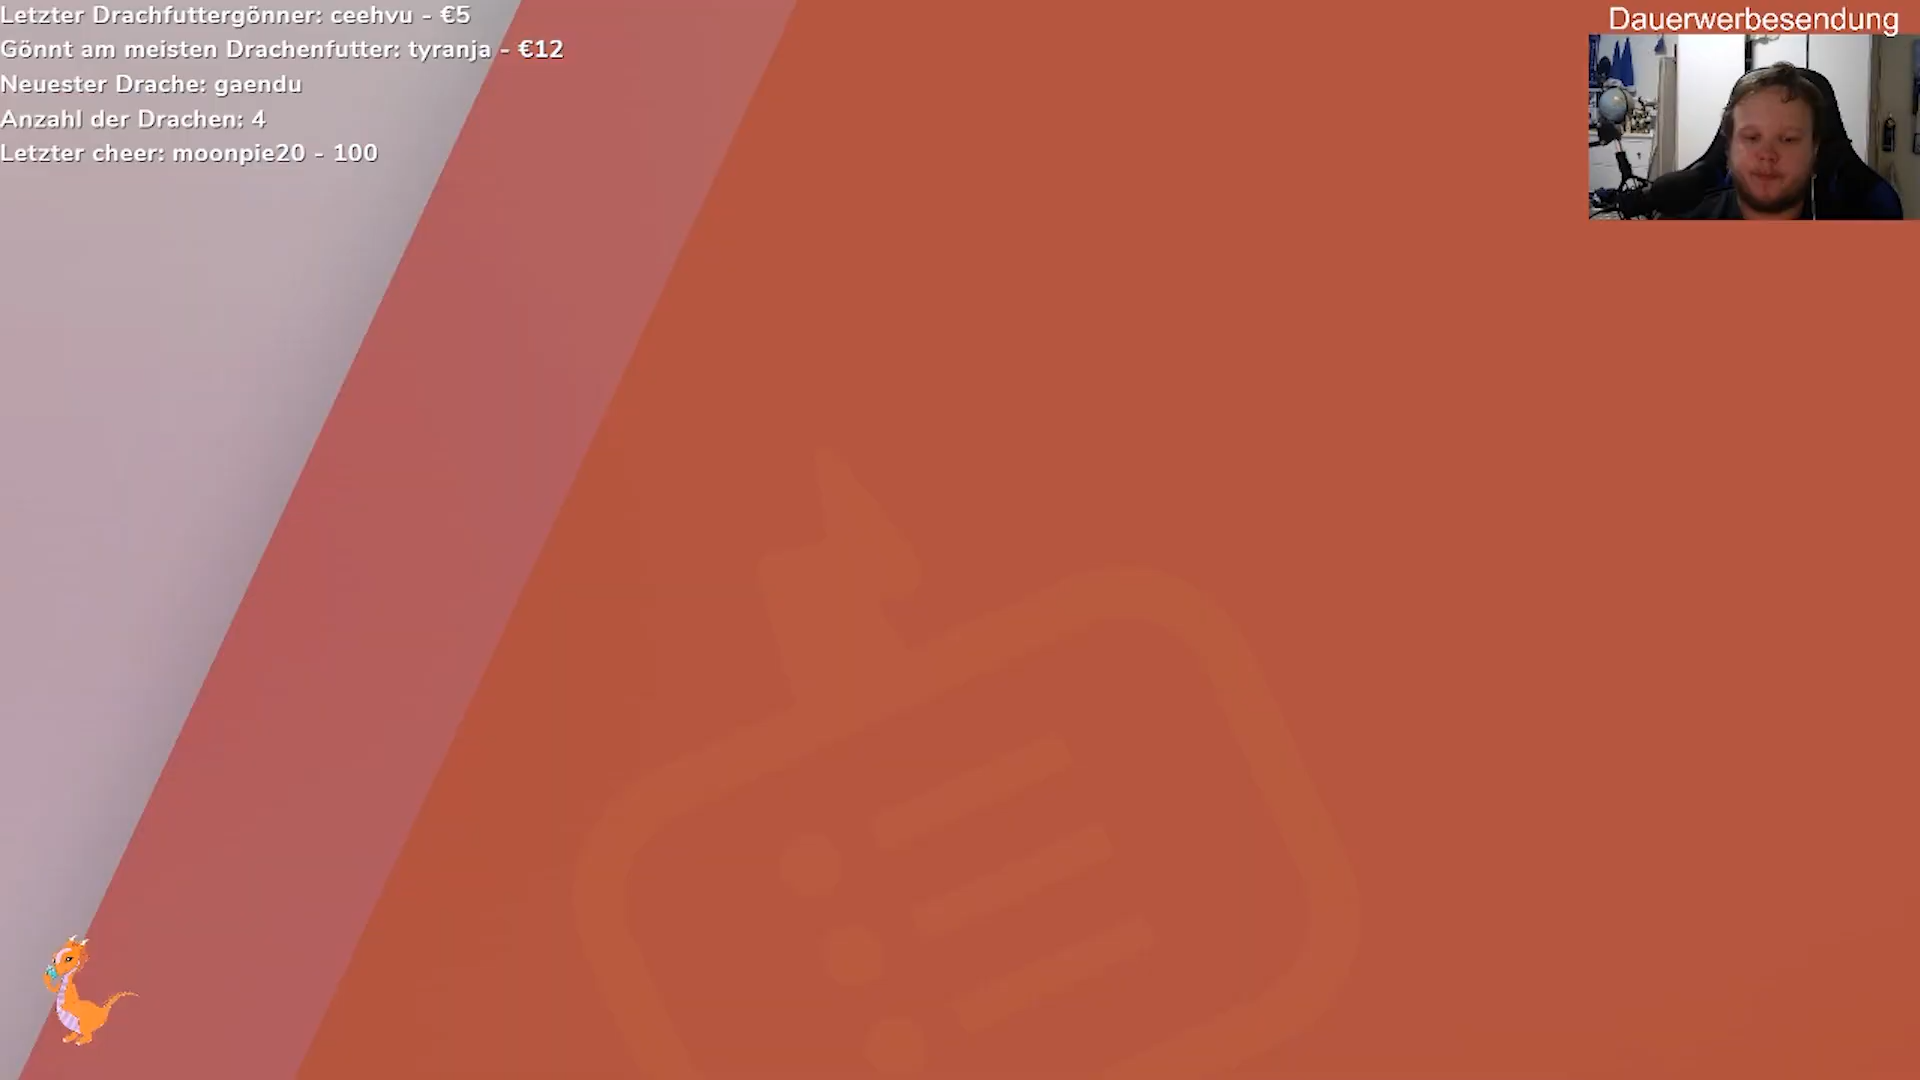 Letzter Drachfuttergönner: ceehvu - €5
Gönnt am meisten Drachenfutter: tyranja - €12
Neuester Drache: gaendu
Anzahl der Drachen: 4
Letzter cheer: moonpie20 - 100
Dauerwerbesendung